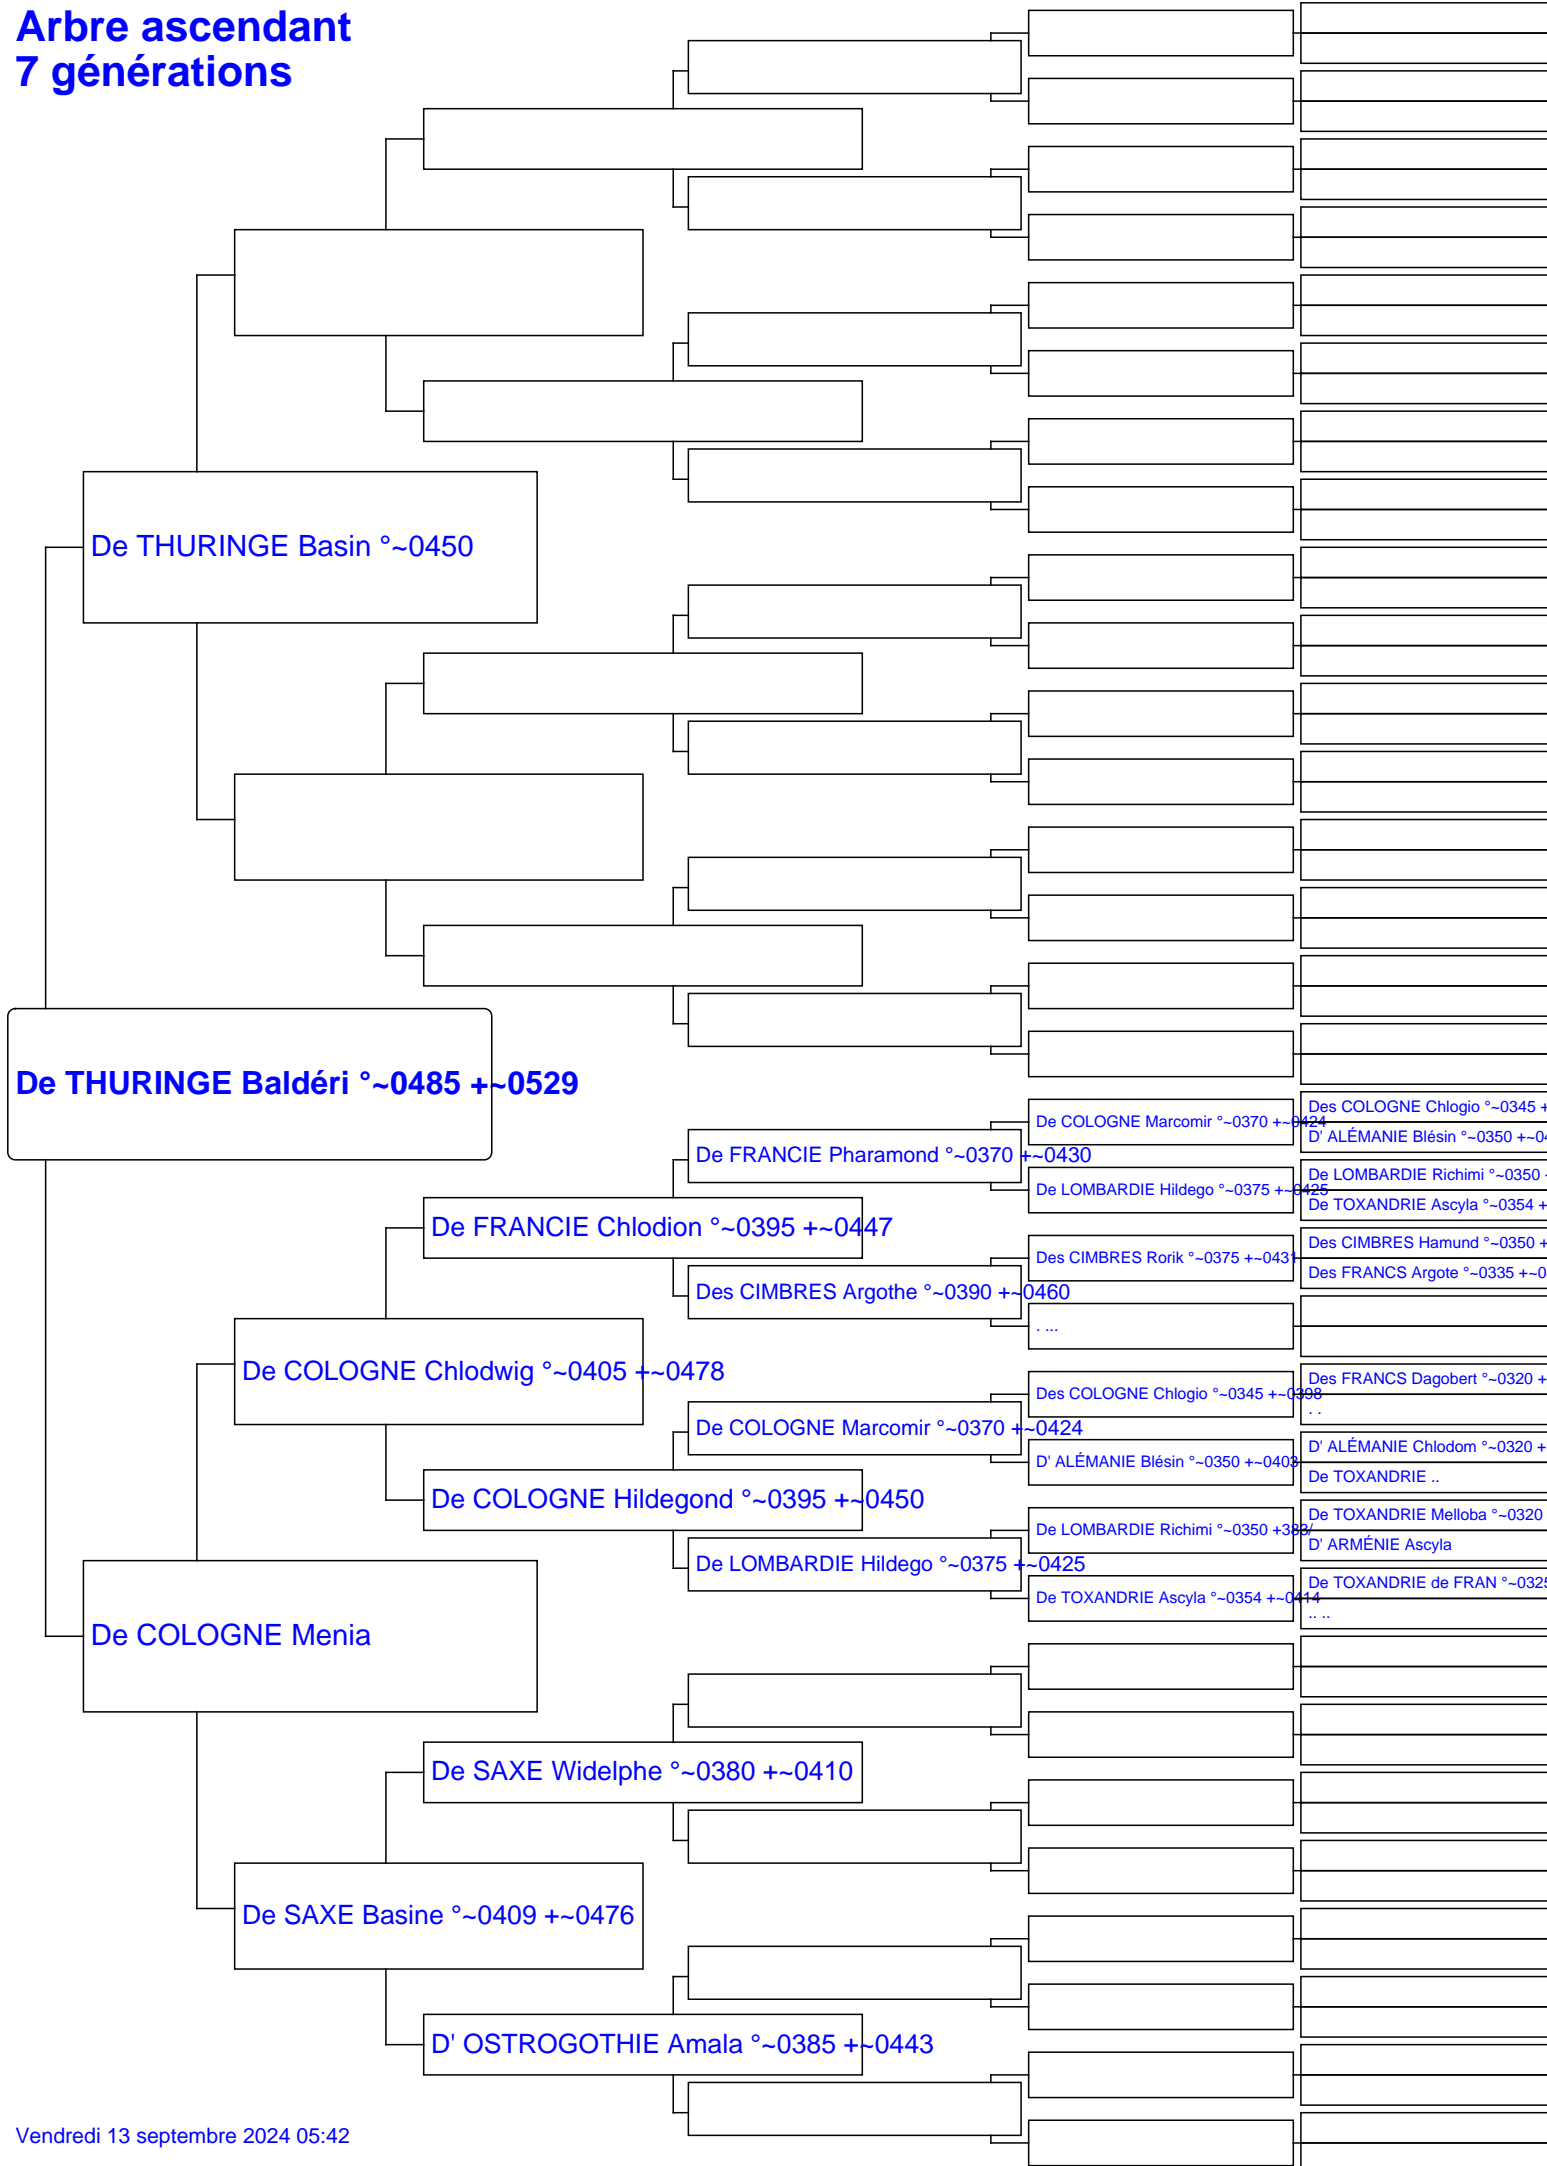 Arbre ascendant
7 générations
De THURINGE Basin °~0450
De THURINGE Baldéri °~0485 +~0529
De COLOGNE Menia
De COLOGNE Chlodwig °~0405 +~0478
De SAXE Basine °~0409 +~0476
De FRANCIE Chlodion °~0395 +~0447
De COLOGNE Hildegond °~0395 +~0450
De SAXE Widelphe °~0380 +~0410
D' OSTROGOTHIE Amala °~0385 +~0443
De FRANCIE Pharamond °~0370 +~0430
Des CIMBRES Argothe °~0390 +~0460
De COLOGNE Marcomir °~0370 +~0424
De LOMBARDIE Hildego °~0375 +~0425
De COLOGNE Marcomir °~0370 +~0424
De LOMBARDIE Hildego °~0375 +~0425
Des CIMBRES Rorik °~0375 +~0431
. ...
Des COLOGNE Chlogio °~0345 +~0398
D' ALÉMANIE Blésin °~0350 +~0403
De LOMBARDIE Richimi °~0350 +383/
De TOXANDRIE Ascyla °~0354 +~0414
Des COLOGNE Chlogio °~0345 +
D' ALÉMANIE Blésin °~0350 +~04
De LOMBARDIE Richimi °~0350
De TOXANDRIE Ascyla °~0354 +
Des CIMBRES Hamund °~0350 +
Des FRANCS Argote °~0335 +~0
Des FRANCS Dagobert °~0320 +
. .
D' ALÉMANIE Chlodom °~0320 +
De TOXANDRIE ..
De TOXANDRIE Melloba °~0320
D' ARMÉNIE Ascyla
De TOXANDRIE de FRAN °~0325
.. ..
Vendredi 13 septembre 2024 05:42